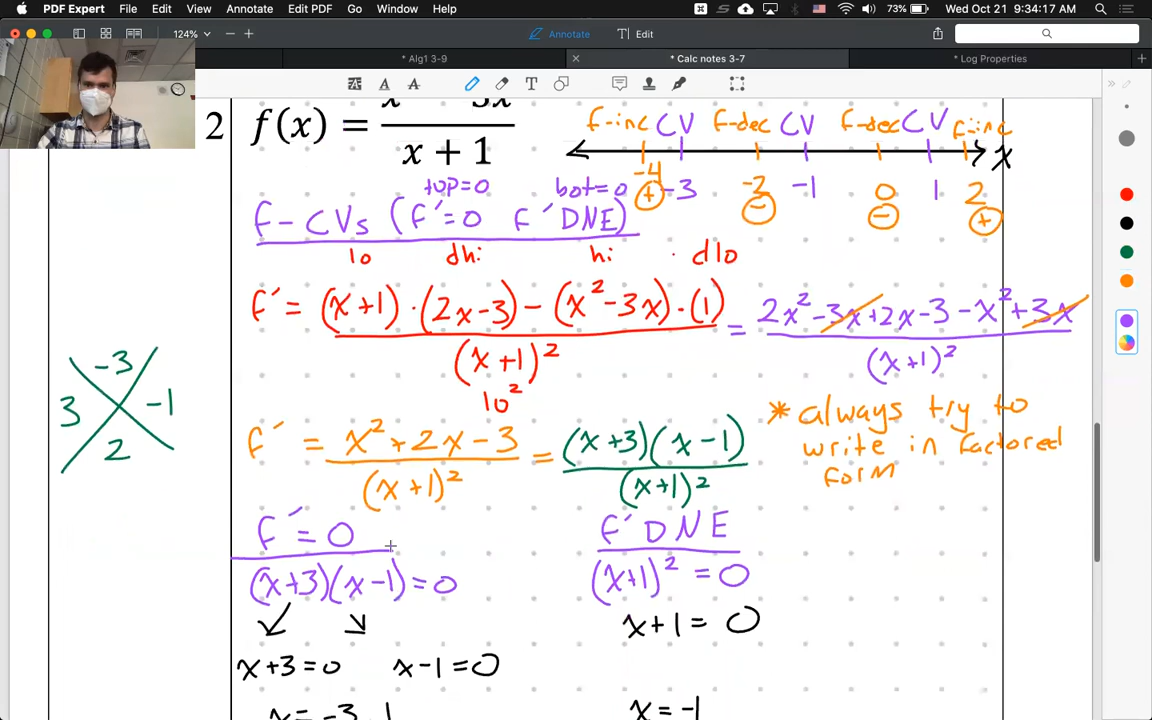 PDF Expert File Edit View Annotate Edit PDF Go Window Help 73% Wed Oct 21 9:34:17 AM
124% Annotate Edit
* Alg1 3-9 * Calc notes 3-7 * Log Properties
2 f(x) = x 3x / x + 1
f-inc CV f-dec CV f-dec CV f-inc
x
-4 -3 -2 -1 0 1 2
+ - - +
top=0 bot=0
f-CVs (f'=0 f'DNE)
lo dhi hi · dlo
f' = (x+1)·(2x-3)-(x²-3x)·(1) / (x+1)² = 2x²-3x+2x-3-x²+3x / (x+1)²
lo²
-3
3 -1
2
f' = x²+2x-3 / (x+1)² = (x+3)(x-1) / (x+1)²
* always try to
write in factored
form
f'=0 f'DNE
(x+3)(x-1)=0 (x+1)²=0
x+1=0
x+3=0 x-1=0
x=-3 1 x=-1